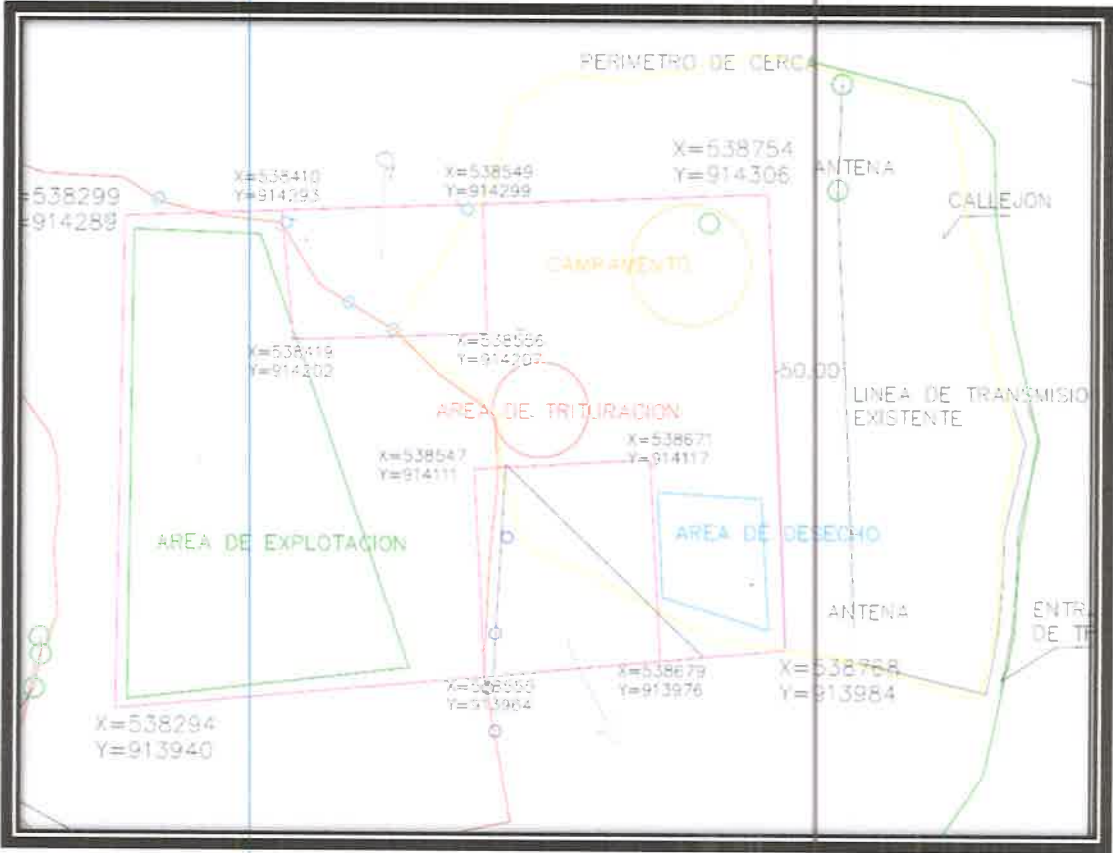 PERIMETRO DE CERCA
X=538754
Y=914306
ANTENA
X=538410
Y=914293
X=538549
Y=914299
=538299
=914289
CALLEJON
CAMPAMENTO
X=538419
Y=914202
X=538556
Y=914207
50.00
LINEA DE TRANSMISIO
EXISTENTE
AREA DE TRITURACION
X=538547
Y=914111
X=538671
Y=914117
AREA DE EXPLOTACION
AREA DE DESECHO
ANTENA
ENTR
DE
X=538679
Y=913976
X=538768
Y=913984
Y=913964
X=538294
Y=913940